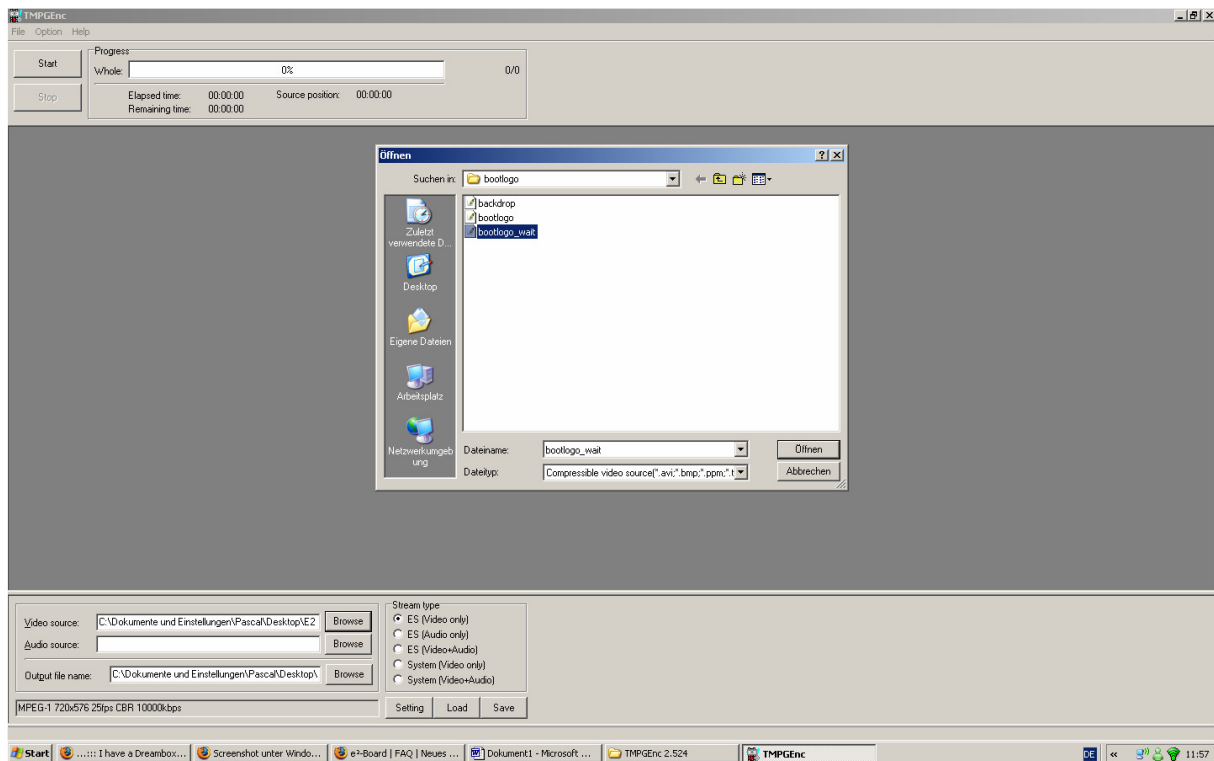 TMPGEnc
File Option Help
Start
Stop
Progress
Whole: 0% 0/0
Elapsed time: 00:00:00 Source position: 00:00:00
Remaining time: 00:00:00
Öffnen
Suchen in: bootlogo
Zuletzt
verwendete D...
Desktop
Eigene Dateien
Arbeitsplatz
Netzwerkumgeb
ung
backdrop
bootlogo
bootlogo_wait
Dateiname: bootlogo_wait Öffnen
Dateityp: Compressible video source(*.avi;*.bmp;*.ppm;*.t Abbrechen
Video source: C:\Dokumente und Einstellungen\Pascal\Desktop\E2 Browse
Audio source: Browse
Output file name: C:\Dokumente und Einstellungen\Pascal\Desktop\ Browse
MPEG-1 720x576 25fps CBR 10000kbps
Stream type
ES (Video only)
ES (Audio only)
ES (Video+Audio)
System (Video only)
System (Video+Audio)
Setting Load Save
Start ...::: I have a Dreambox... Screenshot unter Windo... e²-Board | FAQ | Neues ... Dokument1 - Microsoft ... TMPGEnc 2.524 TMPGEnc DE « 11:57